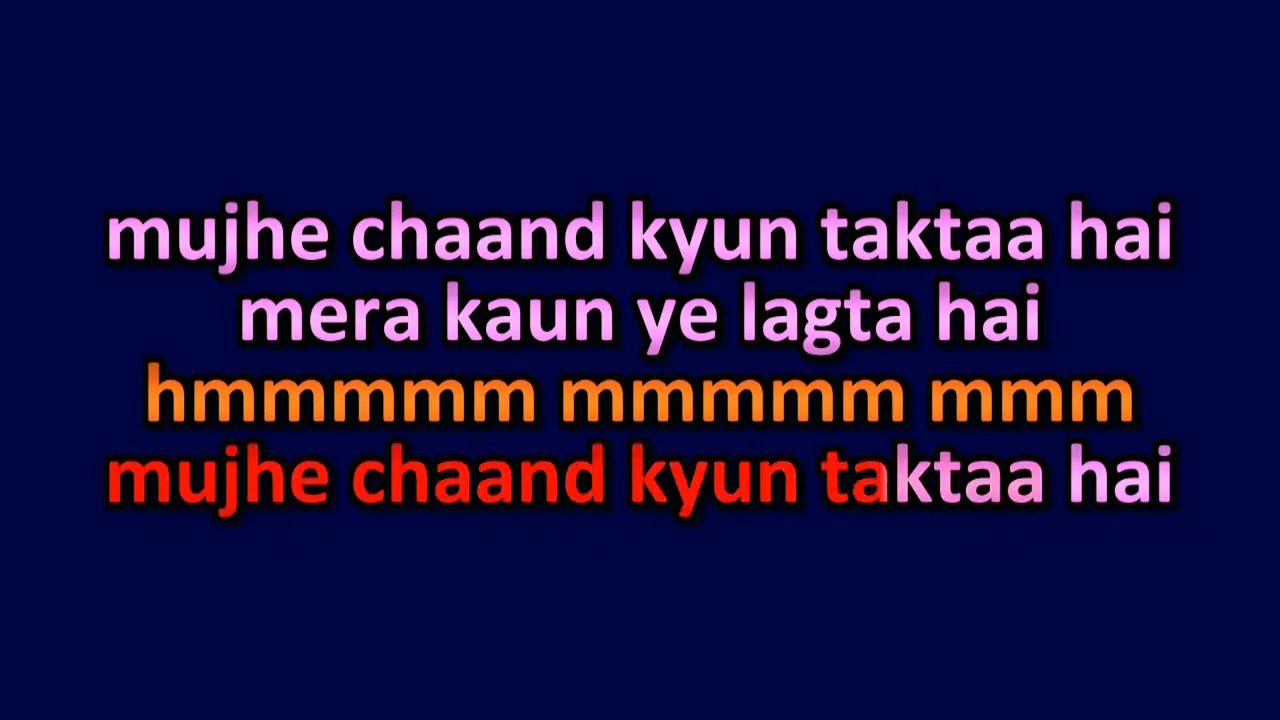 mujhe chaand kyun taktaa hai
mera kaun ye lagta hai
hmmmmm mmmmm mmm
mujhe chaand kyun taktaa hai